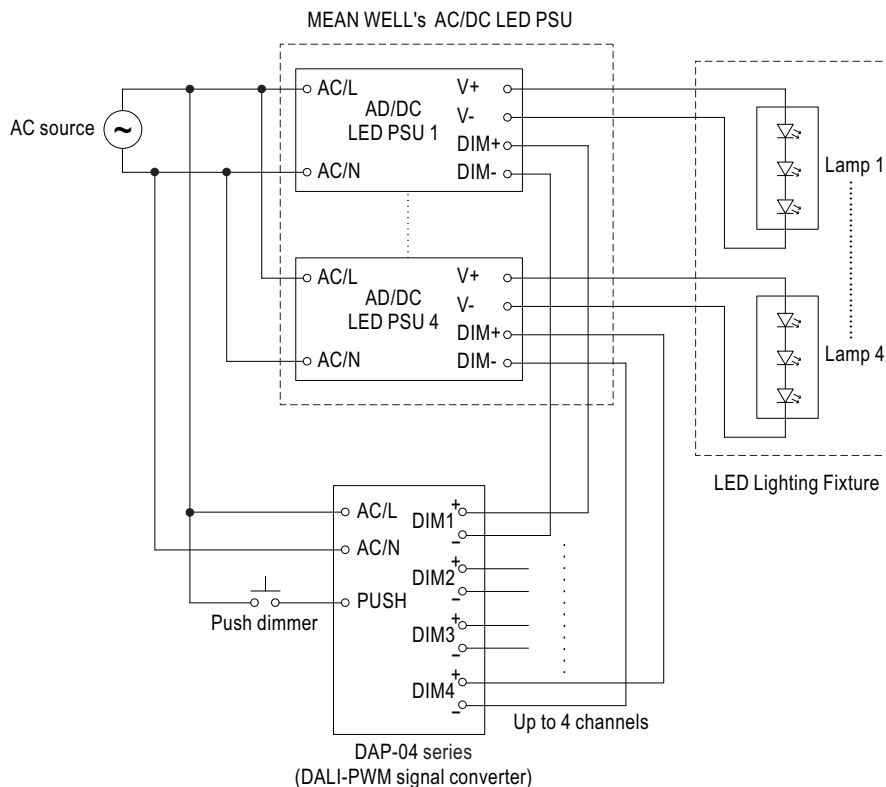 MEAN WELL's AC/DC LED PSU
AC source
~
AC/L
AD/DC
LED PSU 1
AC/N
V+
V-
DIM+
DIM-
Lamp 1
AC/L
AD/DC
LED PSU 4
AC/N
V+
V-
DIM+
DIM-
Lamp 4
LED Lighting Fixture
AC/L
AC/N
PUSH
Push dimmer
+
DIM1
–
+
DIM2
–
+
DIM3
–
+
DIM4
–
Up to 4 channels
DAP-04 series
(DALI-PWM signal converter)